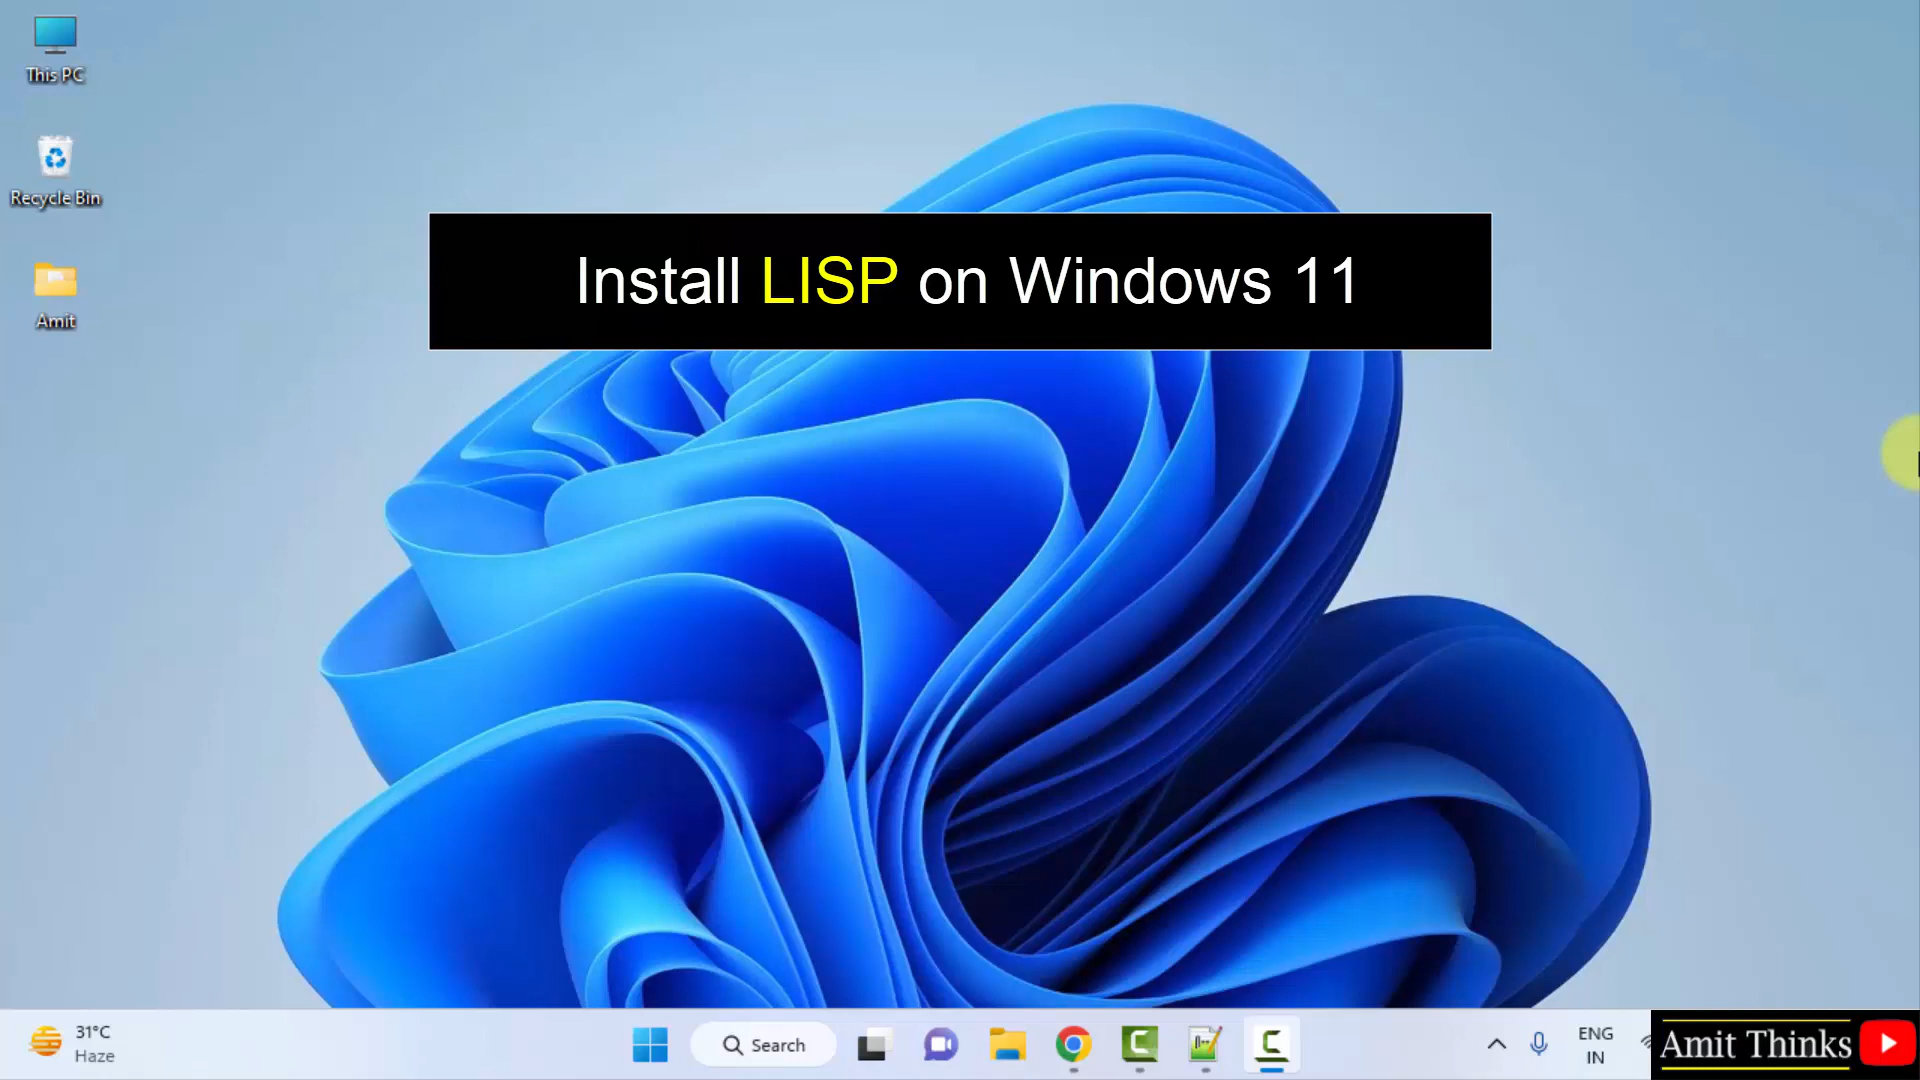 This PC
Recycle Bin
Amit
Install LISP on Windows 11
31°C
Haze
Search
ENG
IN
Amit Thinks